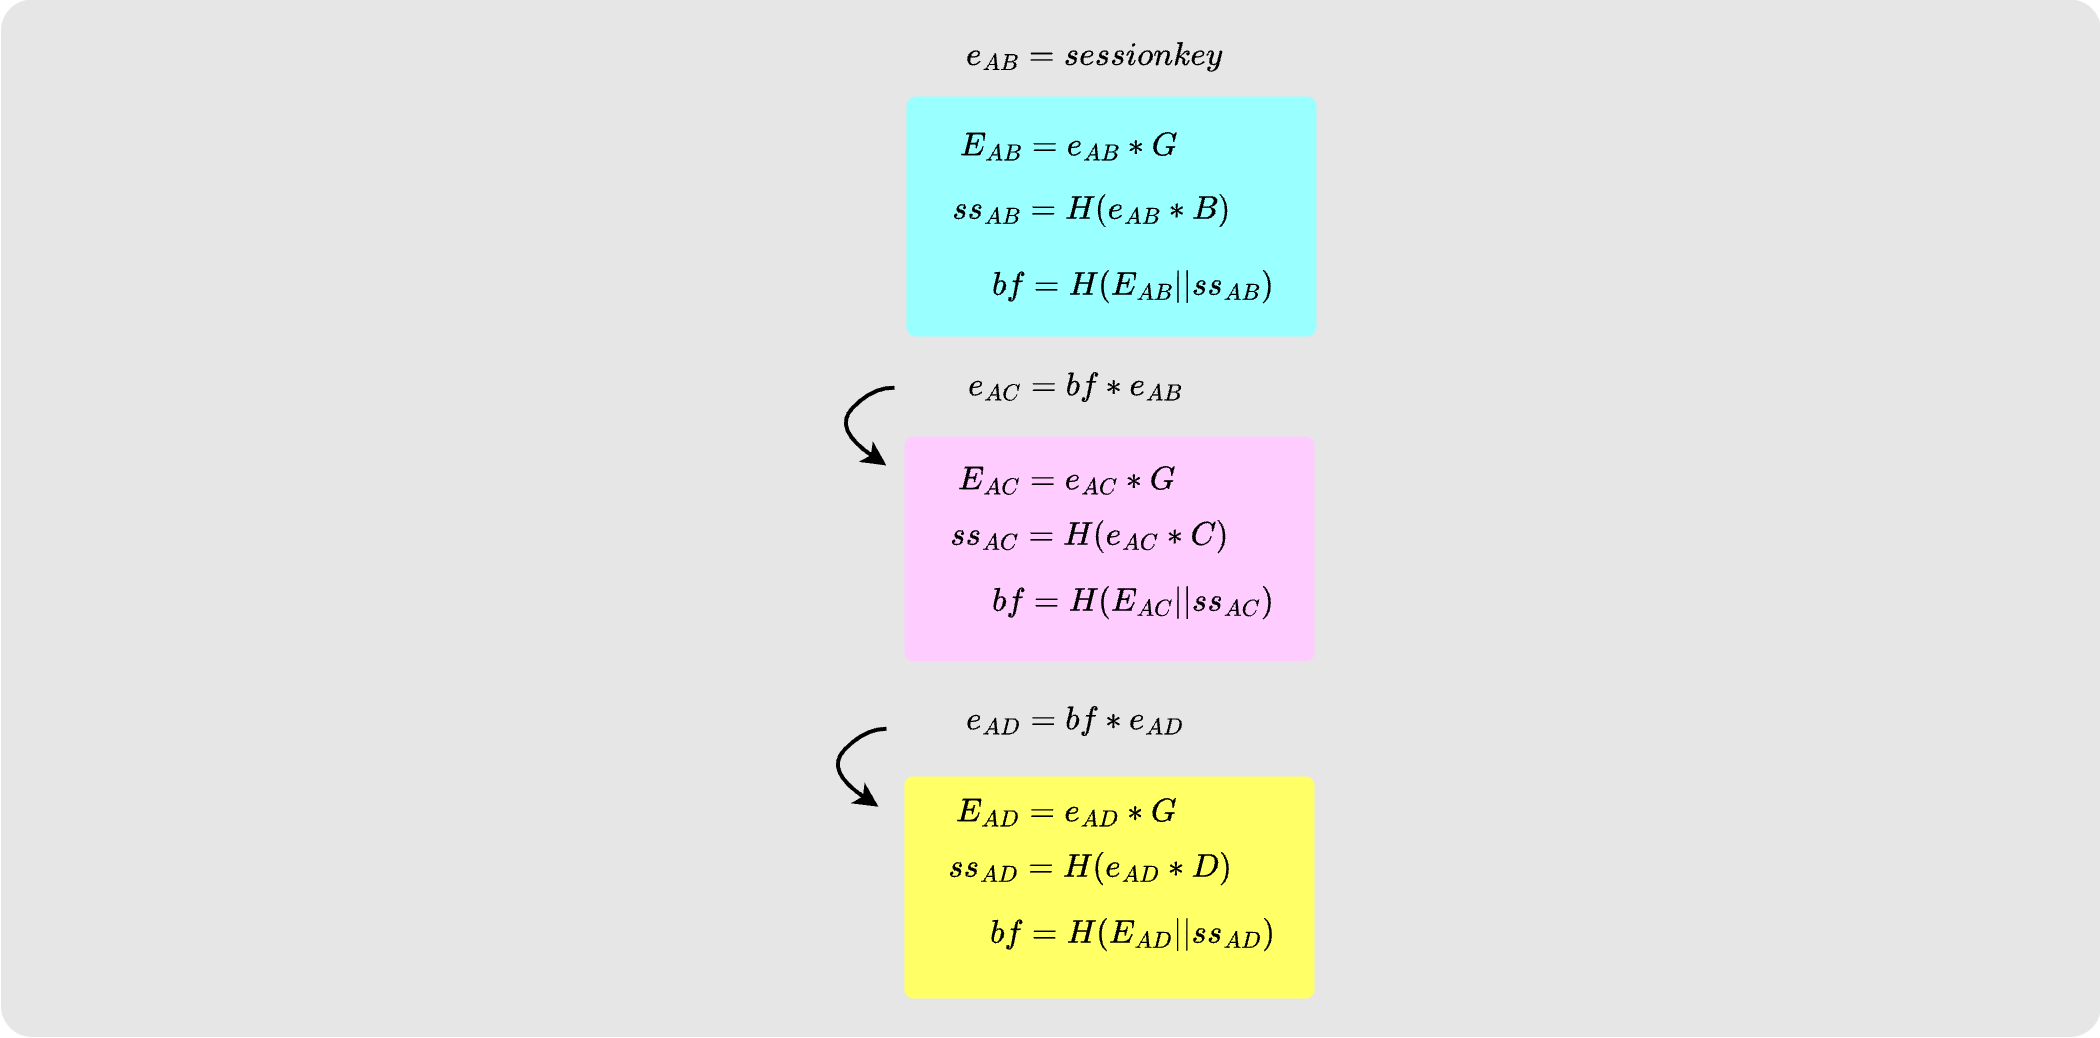 e_{AB} = sessionkey
E_{AB} = e_{AB} * G
ss_{AB} = H(e_{AB} * B)
bf = H(E_{AB}||ss_{AB})
e_{AC} = bf * e_{AB}
E_{AC} = e_{AC} * G
ss_{AC} = H(e_{AC} * C)
bf = H(E_{AC}||ss_{AC})
e_{AD} = bf * e_{AD}
E_{AD} = e_{AD} * G
ss_{AD} = H(e_{AD} * D)
bf = H(E_{AD}||ss_{AD})